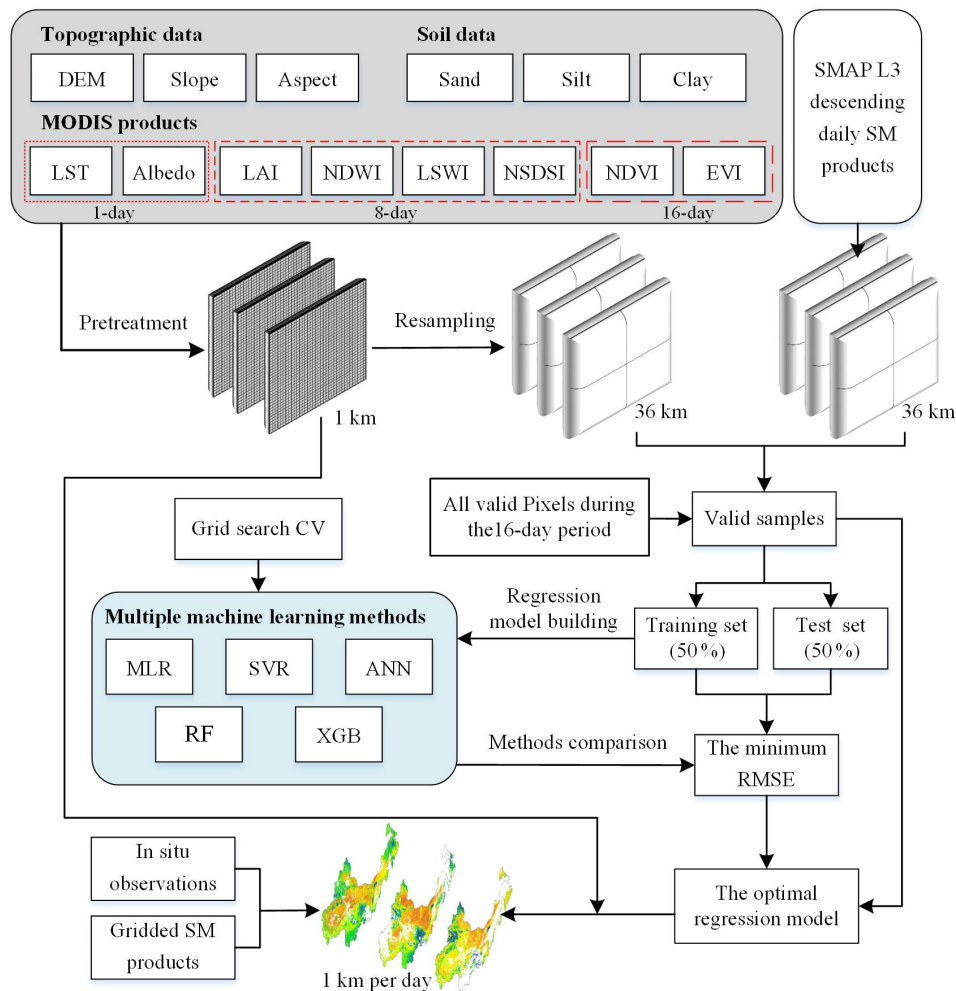 Topographic data
Soil data
DEM
Slope
Aspect
Sand
Silt
Clay
SMAP L3
descending
daily SM
products
MODIS products
LST
Albedo
LAI
NDWI
LSWI
NSDSI
NDVI
EVI
1-day
8-day
16-day
Pretreatment
Resampling
1 km
36 km
36 km
All valid Pixels during
the16-day period
Valid samples
Grid search CV
Multiple machine learning methods
MLR
SVR
ANN
RF
XGB
Regression
model building
Training set
(50%)
Test set
(50%)
Methods comparison
The minimum
RMSE
In situ
observations
Gridded SM
products
1 km per day
The optimal
regression model